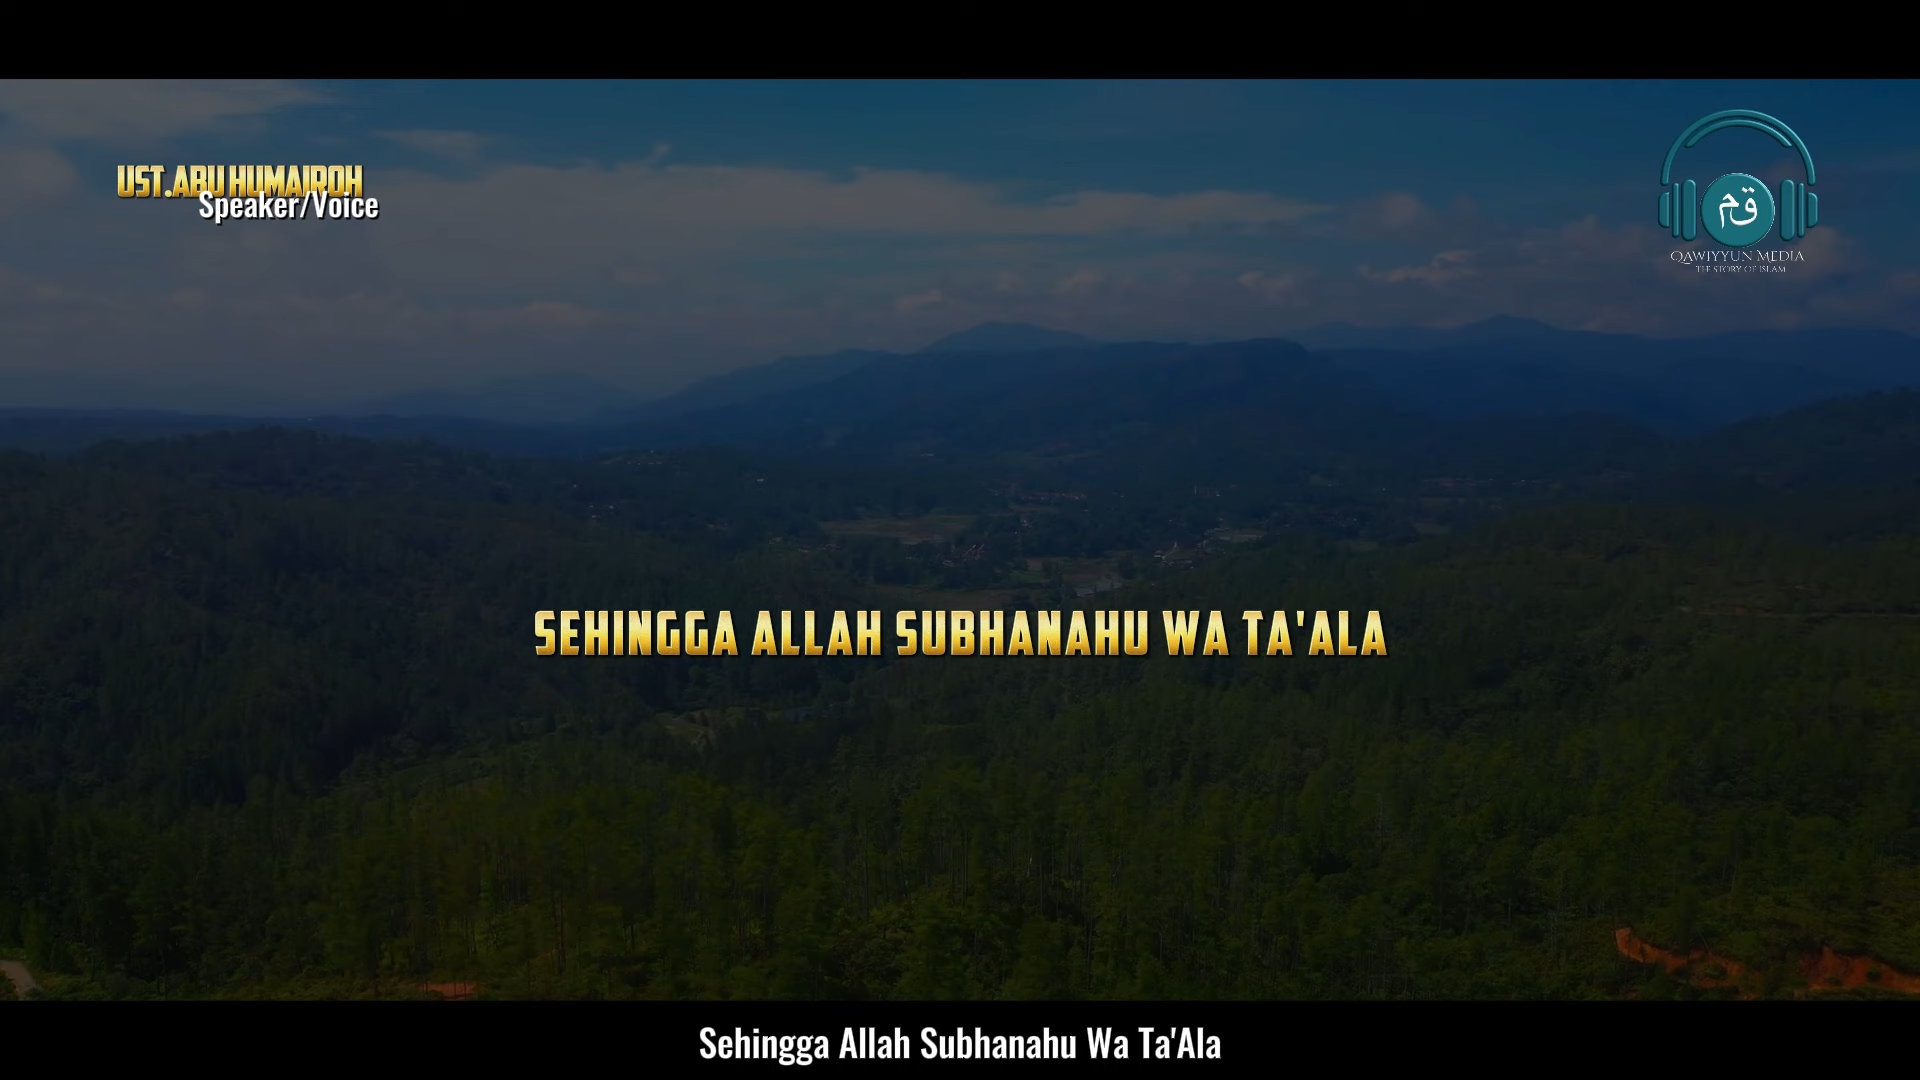 UST.ABU HUMAIROH
Speaker/Voice
قم
QAWIYYUN MEDIA
THE STORY OF ISLAM
SEHINGGA ALLAH SUBHANAHU WA TA'ALA
Sehingga Allah Subhanahu Wa Ta'Ala